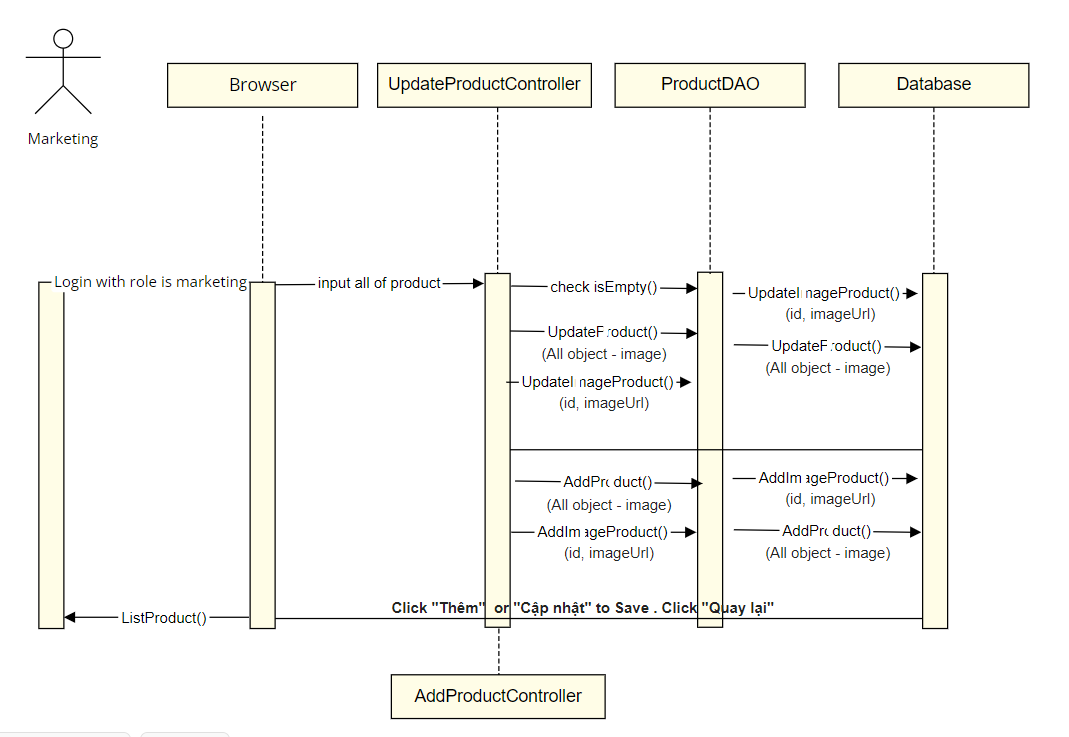 Marketing
Browser
UpdateProductController
ProductDAO
Database
Login with role is marketing
input all of product
check isEmpty()
UpdateImageProduct()
(id, imageUrl)
UpdateProduct()
(All object - image)
UpdateProduct()
(All object - image)
UpdateImageProduct()
(id, imageUrl)
AddProduct()
(All object - image)
AddImageProduct()
(id, imageUrl)
AddImageProduct()
(id, imageUrl)
AddProduct()
(All object - image)
Click "Thêm" or "Cập nhật" to Save . Click "Quay lại"
ListProduct()
AddProductController